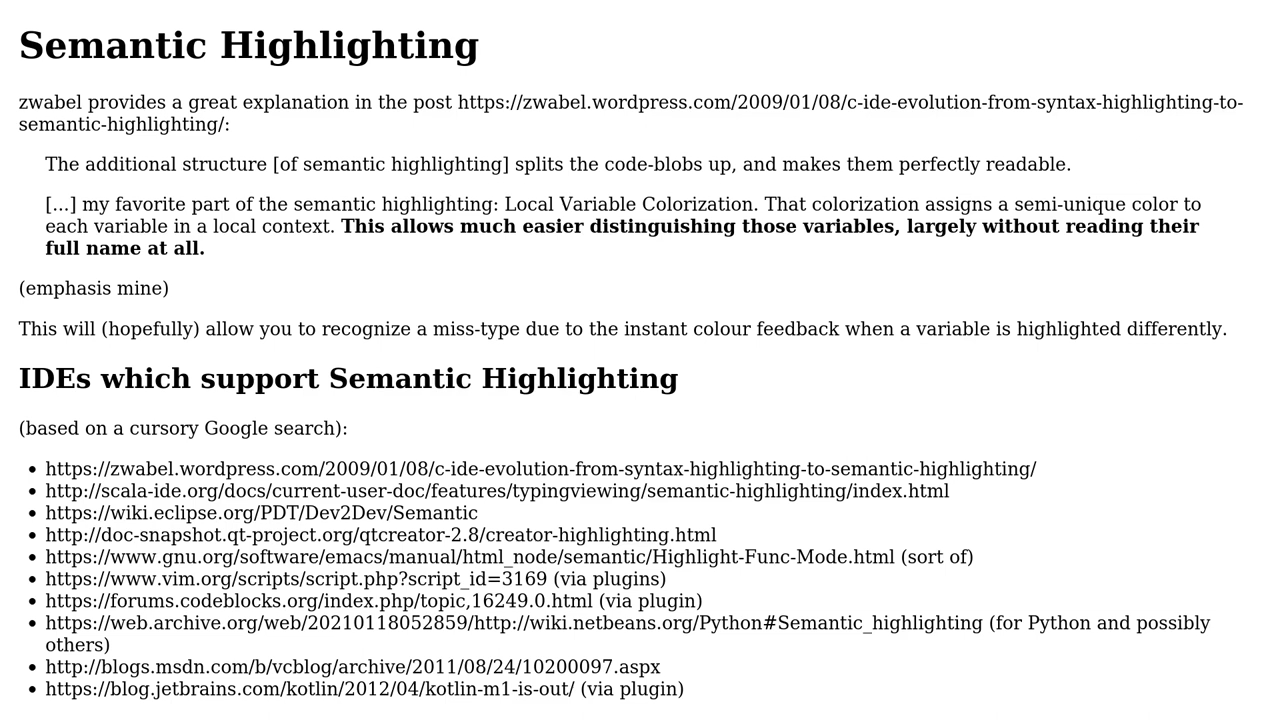 Semantic Highlighting
zwabel provides a great explanation in the post https://zwabel.wordpress.com/2009/01/08/c-ide-evolution-from-syntax-highlighting-to-
semantic-highlighting/:
The additional structure [of semantic highlighting] splits the code-blobs up, and makes them perfectly readable.
[...] my favorite part of the semantic highlighting: Local Variable Colorization. That colorization assigns a semi-unique color to
each variable in a local context. This allows much easier distinguishing those variables, largely without reading their
full name at all.
(emphasis mine)
This will (hopefully) allow you to recognize a miss-type due to the instant colour feedback when a variable is highlighted differently.
IDEs which support Semantic Highlighting
(based on a cursory Google search):
• https://zwabel.wordpress.com/2009/01/08/c-ide-evolution-from-syntax-highlighting-to-semantic-highlighting/
• http://scala-ide.org/docs/current-user-doc/features/typingviewing/semantic-highlighting/index.html
• https://wiki.eclipse.org/PDT/Dev2Dev/Semantic
• http://doc-snapshot.qt-project.org/qtcreator-2.8/creator-highlighting.html
• https://www.gnu.org/software/emacs/manual/html_node/semantic/Highlight-Func-Mode.html (sort of)
• https://www.vim.org/scripts/script.php?script_id=3169 (via plugins)
• https://forums.codeblocks.org/index.php/topic,16249.0.html (via plugin)
• https://web.archive.org/web/20210118052859/http://wiki.netbeans.org/Python#Semantic_highlighting (for Python and possibly
others)
• http://blogs.msdn.com/b/vcblog/archive/2011/08/24/10200097.aspx
• https://blog.jetbrains.com/kotlin/2012/04/kotlin-m1-is-out/ (via plugin)